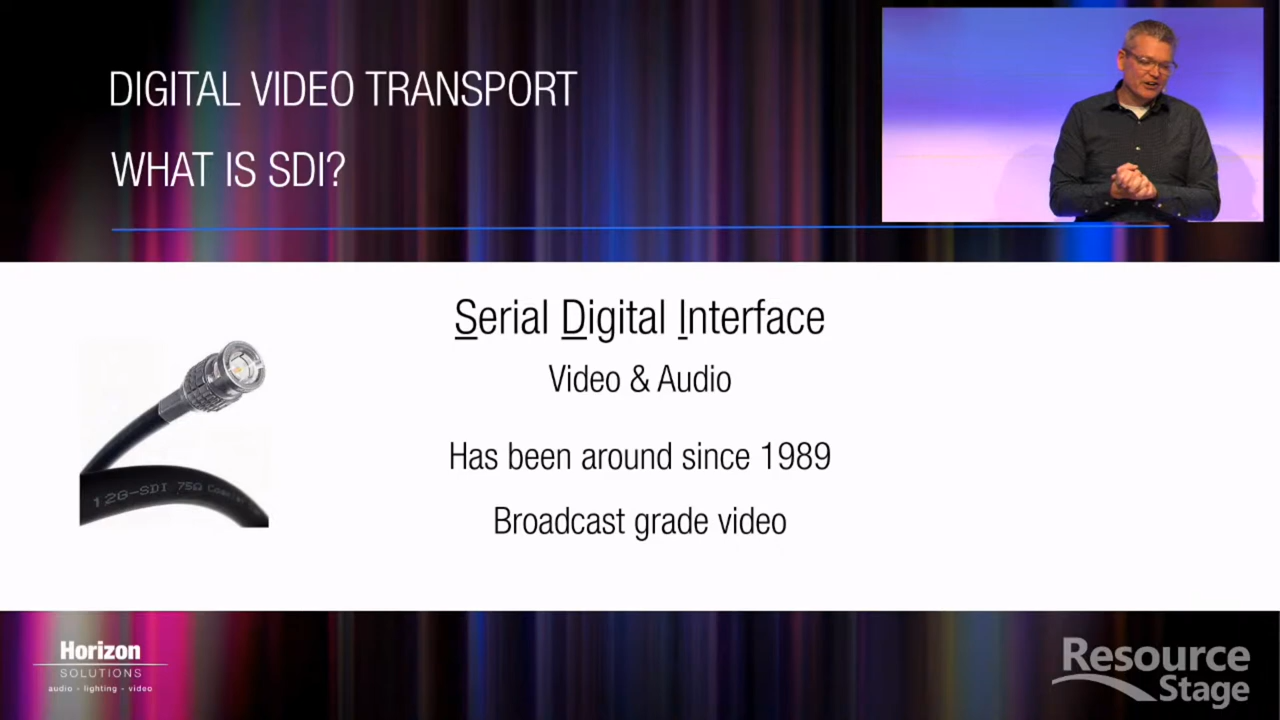 DIGITAL VIDEO TRANSPORT
WHAT IS SDI?
Serial Digital Interface
Video & Audio
Has been around since 1989
Broadcast grade video
12G-SDI 75Ω
Horizon
SOLUTIONS
audio - lighting - video
Resource
Stage